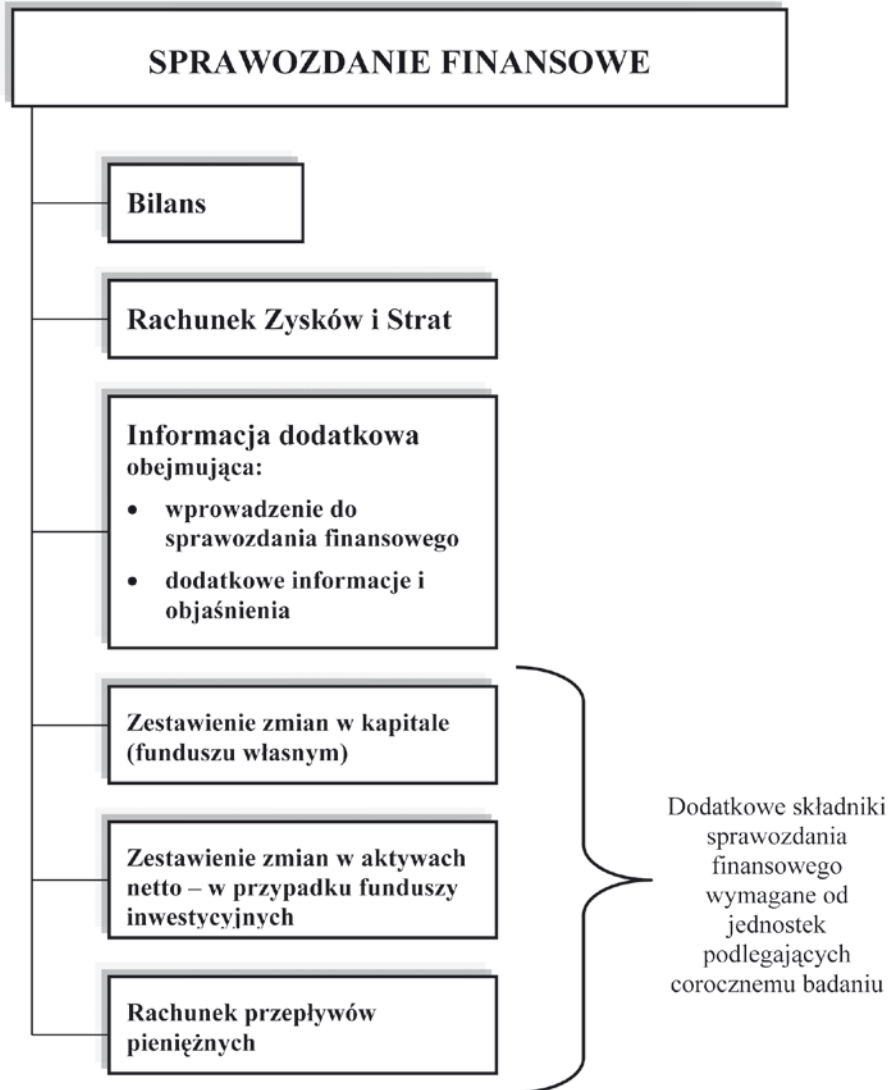 SPRAWOZDANIE FINANSOWE
Bilans
Rachunek Zysków i Strat
Informacja dodatkowa
obejmująca:
• wprowadzenie do
sprawozdania finansowego
• dodatkowe informacje i
objaśnienia
Zestawienie zmian w kapitale
(funduszu własnym)
Zestawienie zmian w aktywach
netto – w przypadku funduszy
inwestycyjnych
Rachunek przepływów
pieniężnych
Dodatkowe składniki
sprawozdania
finansowego
wymagane od
jednostek
podlegających
corocznemu badaniu